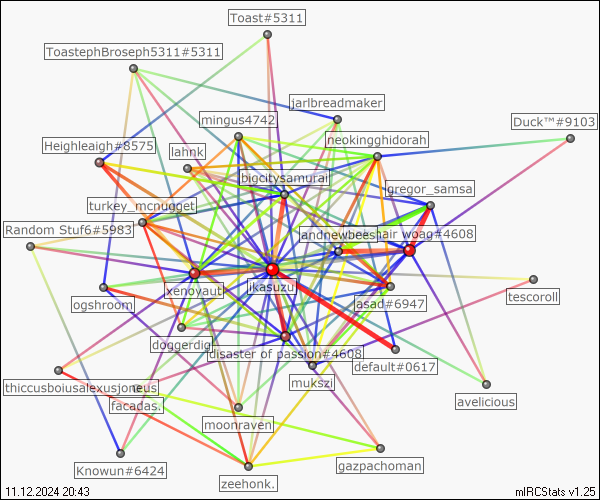 Toast#5311
ToastephBroseph5311#5311
jarlbreadmaker
mingus4742
Duck™#9103
neokingghidorah
Heighleaigh#8575
lahnk
bigcitysamurai
gregor_samsa
turkey_mcnugget
Random Stuf6#5983
andnewbees
hair woag#4608
xenoyaut
ikasuzu
tescoroll
ogshroom
asad#6947
doggerdig
disaster of passion#4608
default#0617
thiccusboiusalexusjoneus
mukszi
avelicious
facadas.
moonraven
Knowun#6424
gazpachoman
zeehonk.
11.12.2024 20:43
mIRCStats v1.25